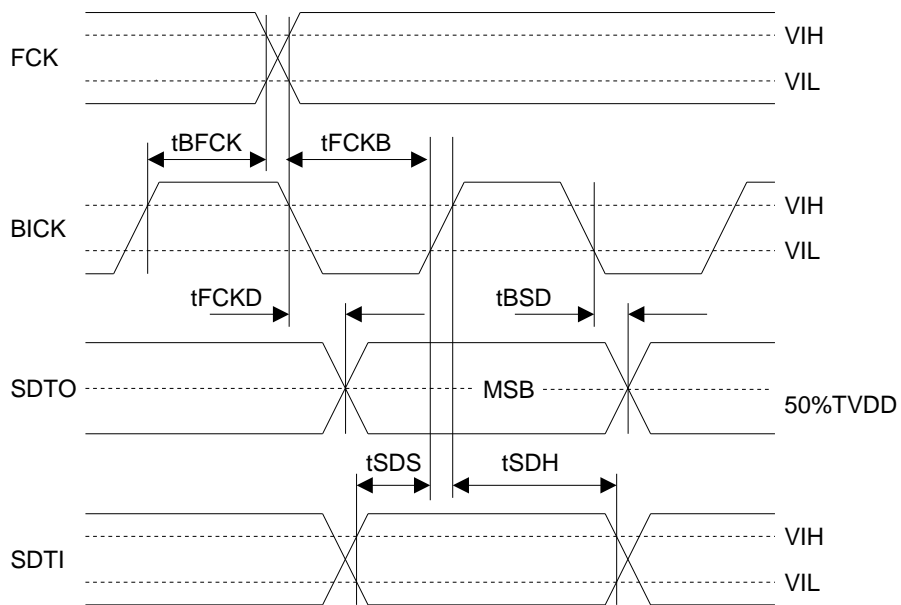 FCK
VIH
VIL
tBFCK
tFCKB
BICK
VIH
VIL
tFCKD
tBSD
SDTO
MSB
50%TVDD
tSDS
tSDH
SDTI
VIH
VIL